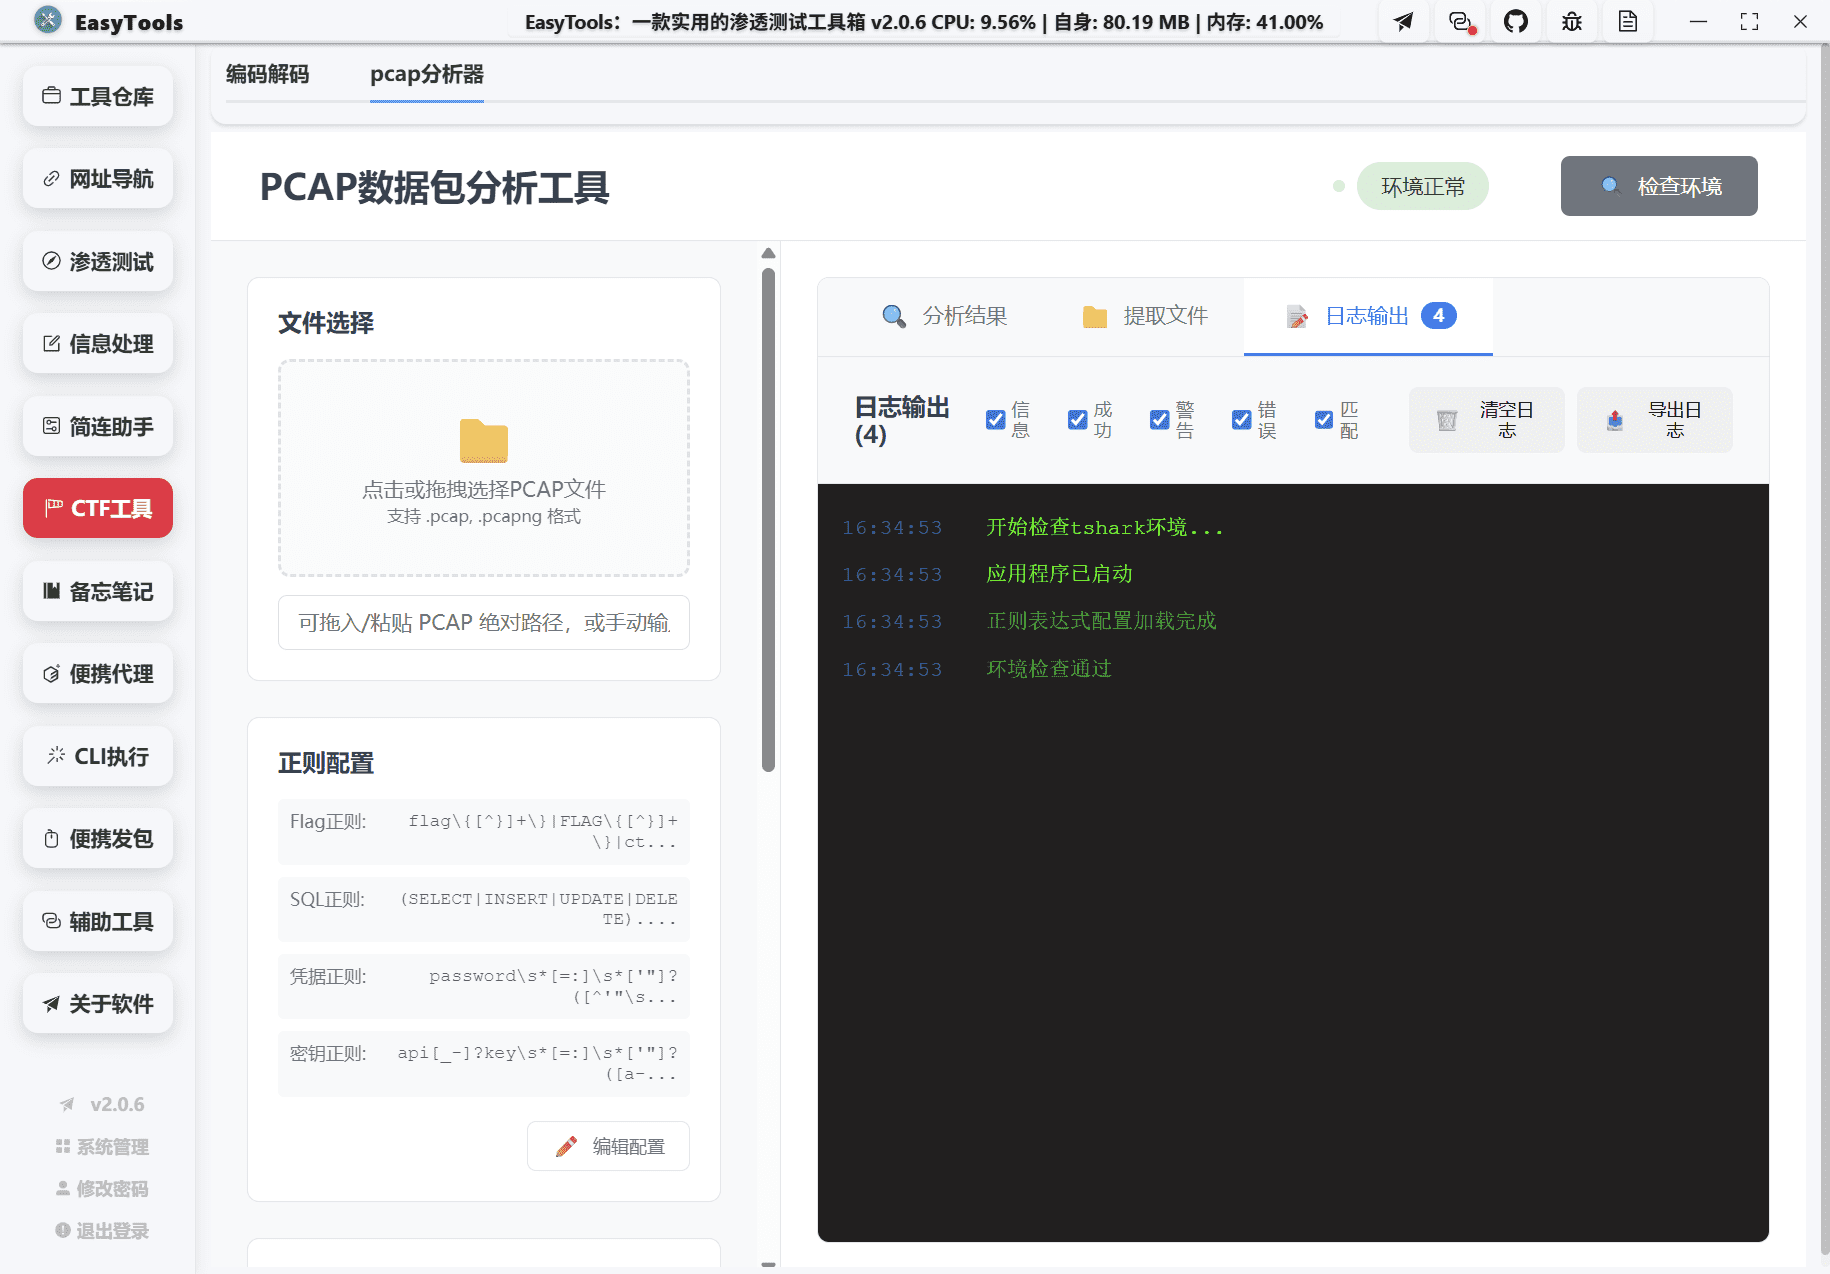 EasyTools
EasyTools：一款实用的渗透测试工具箱 v2.0.6 CPU: 9.56% | 自身: 80.19 MB | 内存: 41.00%
工具仓库
网址导航
渗透测试
信息处理
简连助手
CTF工具
备忘笔记
便携代理
CLI执行
便携发包
辅助工具
关于软件
v2.0.6
系统管理
修改密码
退出登录
编码解码
pcap分析器
PCAP数据包分析工具
环境正常
检查环境
文件选择
点击或拖拽选择PCAP文件
支持 .pcap, .pcapng 格式
可拖入/粘贴 PCAP 绝对路径，或手动输
正则配置
Flag正则:
flag\{[^}]+\}|FLAG\{[^}]+
\}|ct...
SQL正则:
(SELECT|INSERT|UPDATE|DELE
TE)....
凭据正则:
password\s*[=:]\s*['"]?
([^'"\s...
密钥正则:
api[_-]?key\s*[=:]\s*['"]?
([a-...
编辑配置
分析结果
提取文件
日志输出 4
日志输出
(4)
信
息
成
功
警
告
错
误
匹
配
清空日
志
导出日
志
16:34:53 开始检查tshark环境...
16:34:53 应用程序已启动
16:34:53 正则表达式配置加载完成
16:34:53 环境检查通过